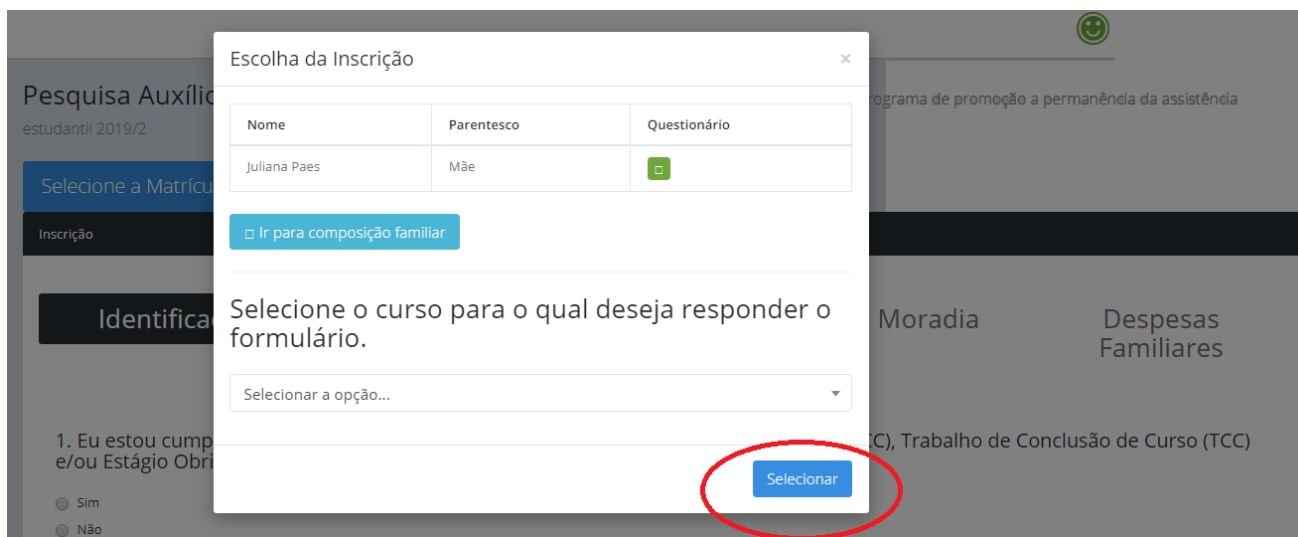 Escolha da Inscrição
×
Pesquisa Auxílio
rograma de promoção a permanência da assistência
estudantil 2019/2
Nome Parentesco Questionário
Juliana Paes Mãe
Selecione a Matrícu
Inscrição
Ir para composição familiar
Selecione o curso para o qual deseja responder o
formulário.
Identifica
Moradia
Despesas
Familiares
Selecionar a opção...
1. Eu estou cump
CC), Trabalho de Conclusão de Curso (TCC)
e/ou Estágio Obri
Selecionar
Sim
Não